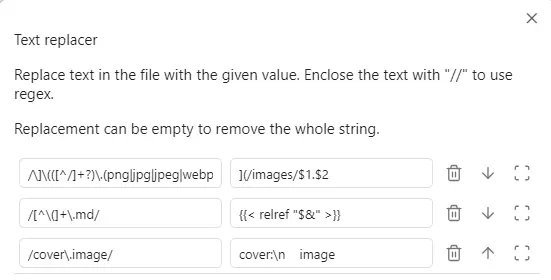 Text replacer
Replace text in the file with the given value. Enclose the text with "//" to use
regex.
Replacement can be empty to remove the whole string.
/\]\(([^/]+?)\.(png|jpg|jpeg|webp ](/images/$1.$2
/[^\(]+\.md/ {{< relref "$&" >}}
/cover\.image/ cover:\n    image